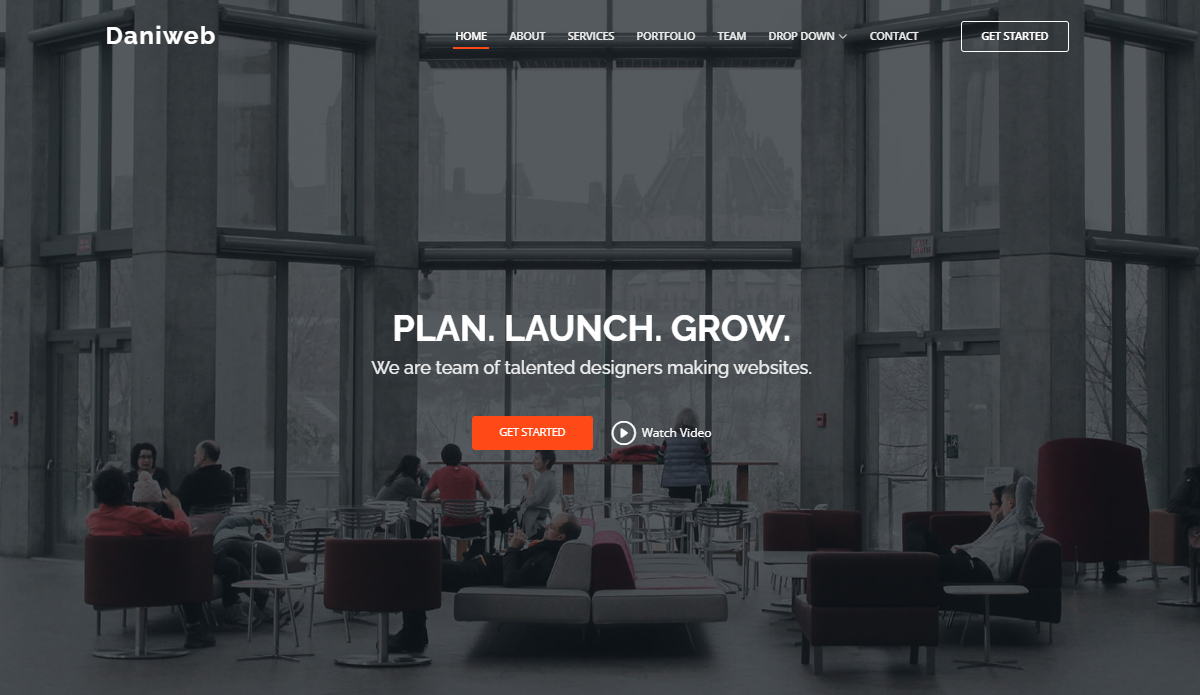 Daniweb
HOME ABOUT SERVICES PORTFOLIO TEAM DROP DOWN CONTACT GET STARTED
PLAN. LAUNCH. GROW.
We are team of talented designers making websites.
GET STARTED Watch Video